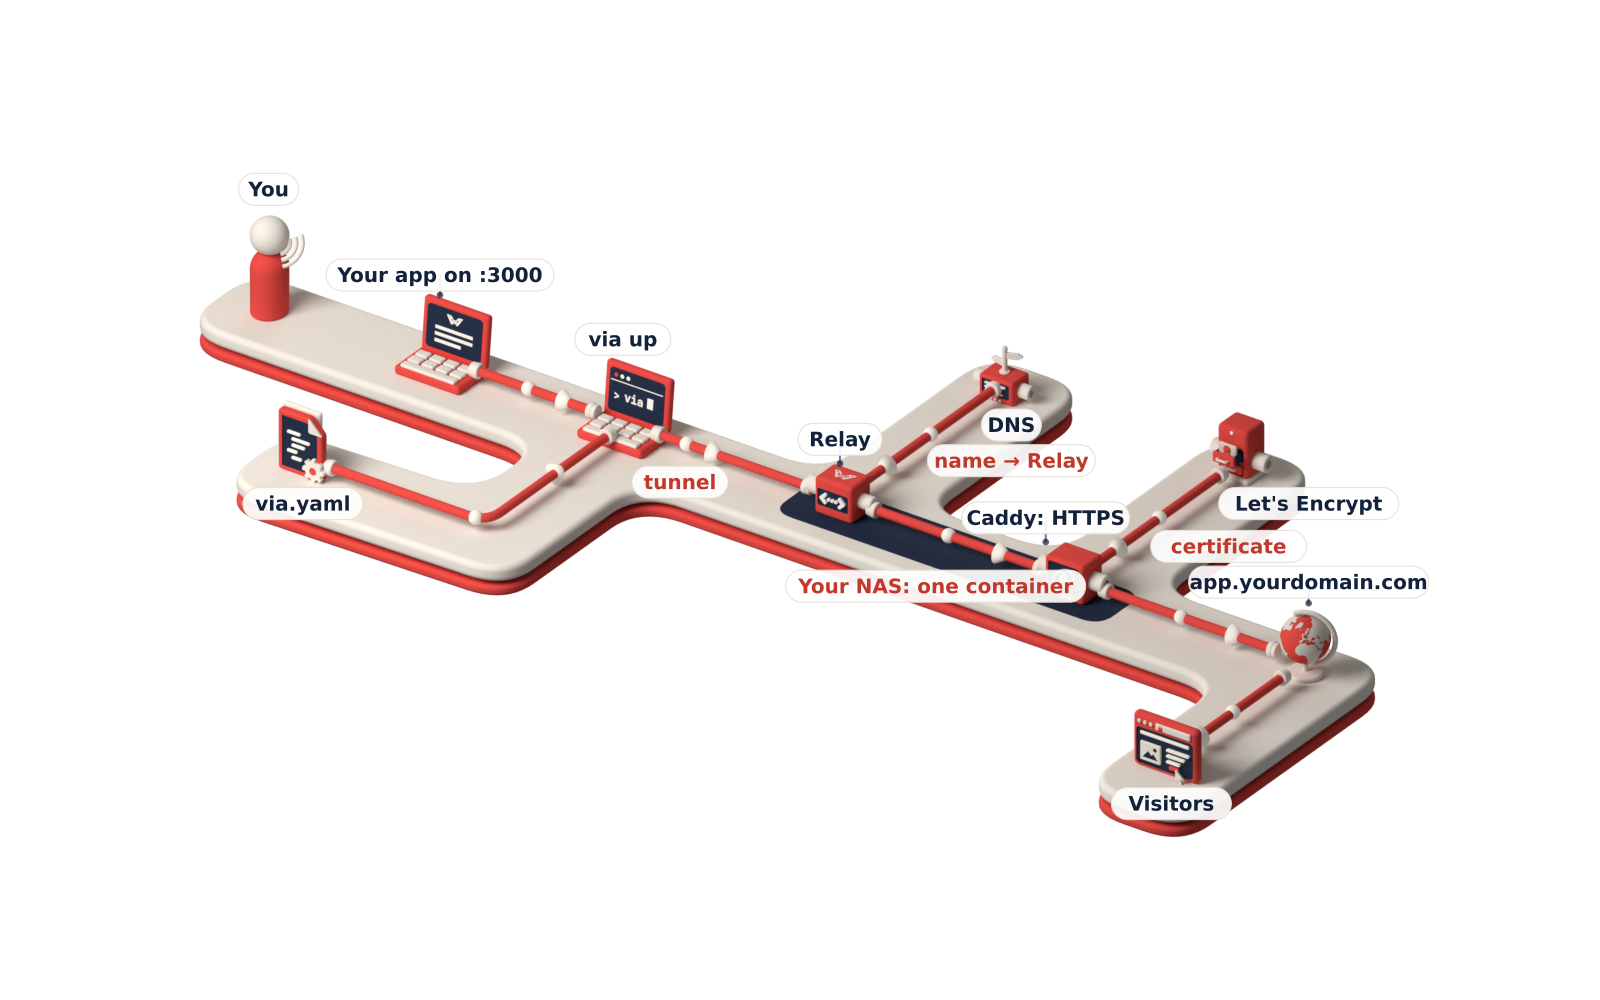 You
Your app on :3000
via up
> via
via.yaml
tunnel
Relay
DNS
name → Relay
Caddy: HTTPS
Let's Encrypt
certificate
Your NAS: one container
app.yourdomain.com
Visitors